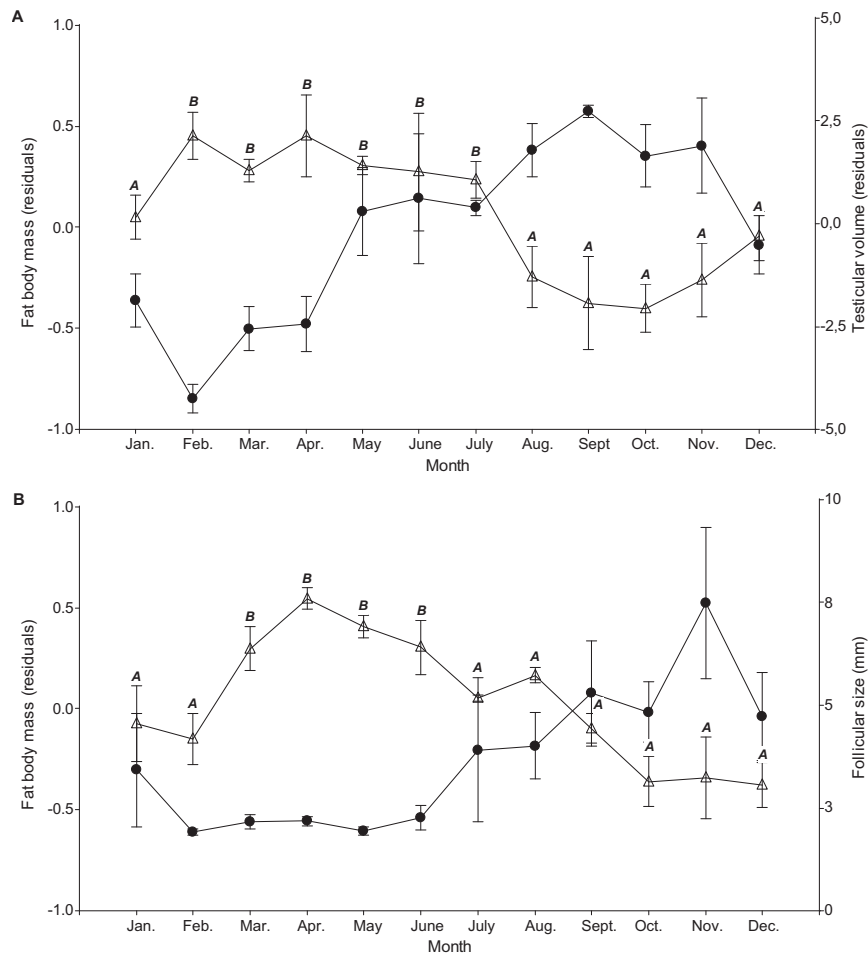 A
1.0
0.5
0.0
-0.5
-1.0
Fat body mass (residuals)
5,0
2,5
0,0
-2,5
-5,0
Testicular volume (residuals)
A B B B B B B A A A A A
Jan. Feb. Mar. Apr. May June July Aug. Sept Oct. Nov. Dec.
Month
B
1.0
0.5
0.0
-0.5
-1.0
Fat body mass (residuals)
10
8
5
3
0
Follicular size (mm)
A A B B B B A A A A A A
Jan. Feb. Mar. Apr. May June July Aug. Sept. Oct. Nov. Dec.
Month